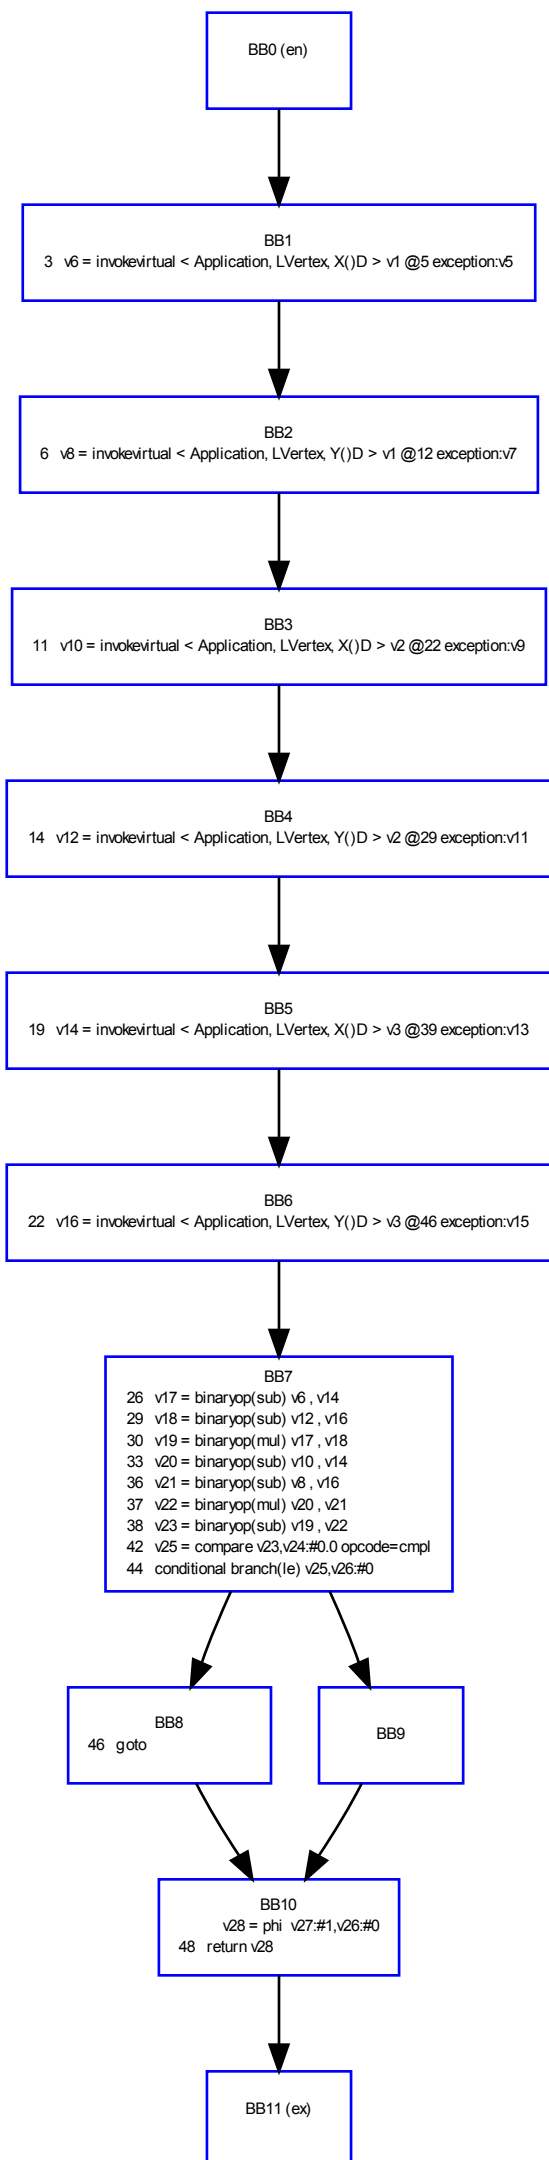 BB0 (en)
BB1
3 v6 = invokevirtual < Application, LVertex, X()D > v1 @5 exception:v5
BB2
6 v8 = invokevirtual < Application, LVertex, Y()D > v1 @12 exception:v7
BB3
11 v10 = invokevirtual < Application, LVertex, X()D > v2 @22 exception:v9
BB4
14 v12 = invokevirtual < Application, LVertex, Y()D > v2 @29 exception:v11
BB5
19 v14 = invokevirtual < Application, LVertex, X()D > v3 @39 exception:v13
BB6
22 v16 = invokevirtual < Application, LVertex, Y()D > v3 @46 exception:v15
BB7
26 v17 = binaryop(sub) v6 , v14
29 v18 = binaryop(sub) v12 , v16
30 v19 = binaryop(mul) v17 , v18
33 v20 = binaryop(sub) v10 , v14
36 v21 = binaryop(sub) v8 , v16
37 v22 = binaryop(mul) v20 , v21
38 v23 = binaryop(sub) v19 , v22
42 v25 = compare v23,v24:#0.0 opcode=cmpl
44 conditional branch(le) v25,v26:#0
BB8
46 goto
BB9
BB10
v28 = phi v27:#1,v26:#0
48 return v28
BB11 (ex)